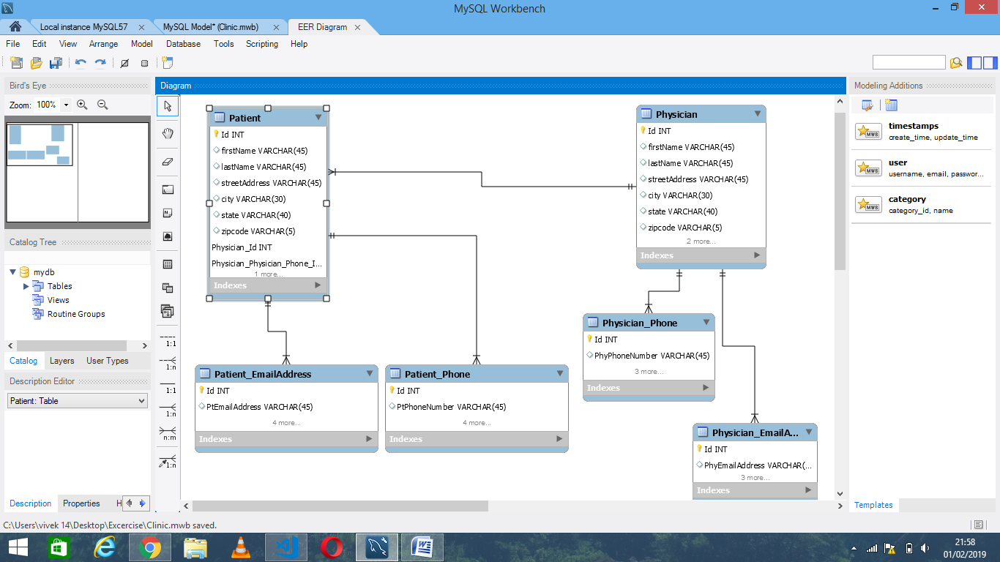 MySQL Workbench
Local instance MySQL57
MySQL Model* (Clinic.mwb)
EER Diagram
File Edit View Arrange Model Database Tools Scripting Help
Bird's Eye
Zoom: 100%
Catalog Tree
mydb
Tables
Views
Routine Groups
Catalog Layers User Types
Description Editor
Patient: Table
Description Properties H
1:1
1:n
1:1
1:n
n:m
1:n
Diagram
Patient
Id INT
firstName VARCHAR(45)
lastName VARCHAR(45)
streetAddress VARCHAR(45)
city VARCHAR(30)
state VARCHAR(40)
zipcode VARCHAR(5)
Physician_Id INT
Physician_Physician_Phone_I...
1 more...
Indexes
Physician
Id INT
firstName VARCHAR(45)
lastName VARCHAR(45)
streetAddress VARCHAR(45)
city VARCHAR(30)
state VARCHAR(40)
zipcode VARCHAR(5)
2 more...
Indexes
Physician_Phone
Id INT
PhyPhoneNumber VARCHAR(45)
3 more...
Indexes
Patient_EmailAddress
Id INT
PtEmailAddress VARCHAR(45)
4 more...
Indexes
Patient_Phone
Id INT
PtPhoneNumber VARCHAR(45)
4 more...
Indexes
Physician_EmailA...
Id INT
PhyEmailAddress VARCHAR(...
3 more...
Indexes
Modeling Additions
MWB
timestamps
create_time, update_time
MWB
user
username, email, passwor...
MWB
category
category_id, name
Templates
C:\Users\vivek 14\Desktop\Excercise\Clinic.mwb saved.
21:58
01/02/2019